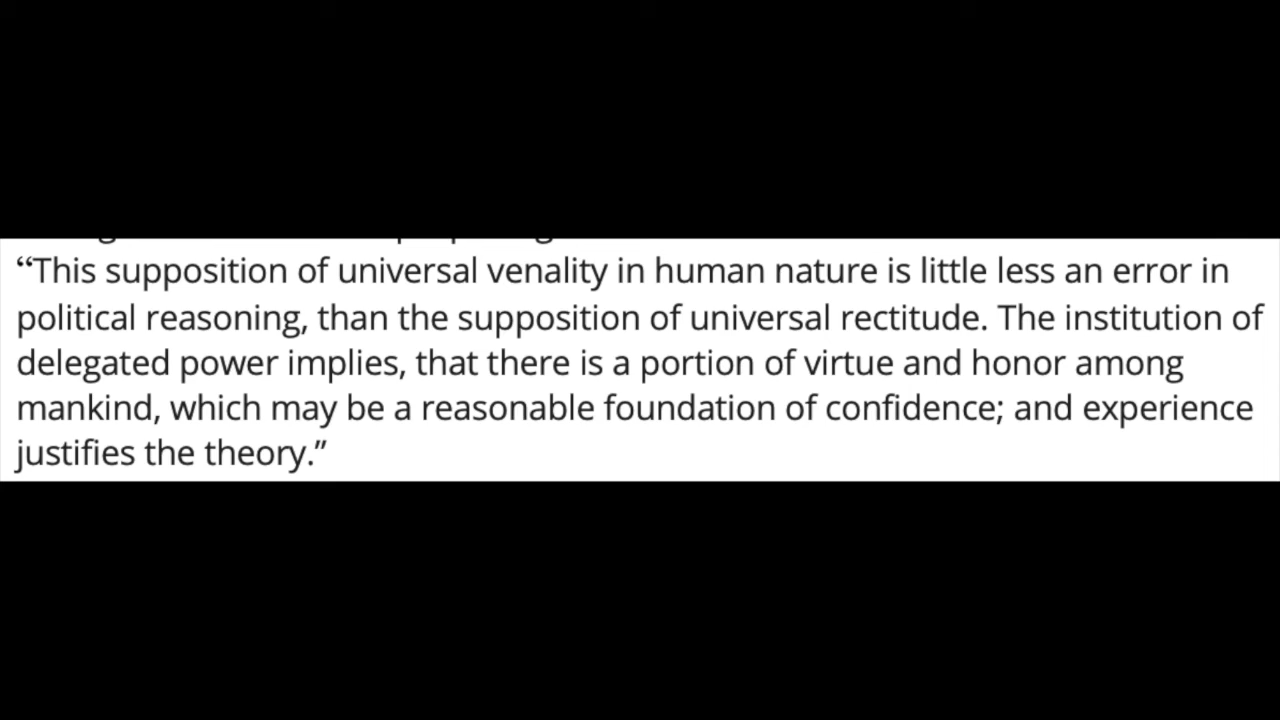 “This supposition of universal venality in human nature is little less an error in
political reasoning, than the supposition of universal rectitude. The institution of
delegated power implies, that there is a portion of virtue and honor among
mankind, which may be a reasonable foundation of confidence; and experience
justifies the theory.”